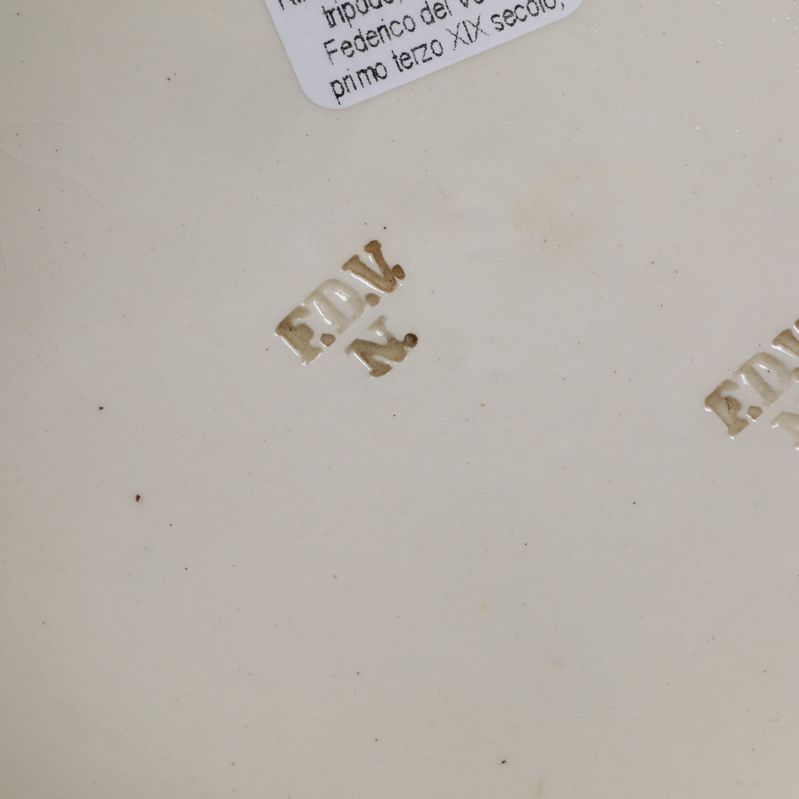 tripode,
Federico del
primo terzo XIX secolo,
F.D.V.
N.
F.D.V